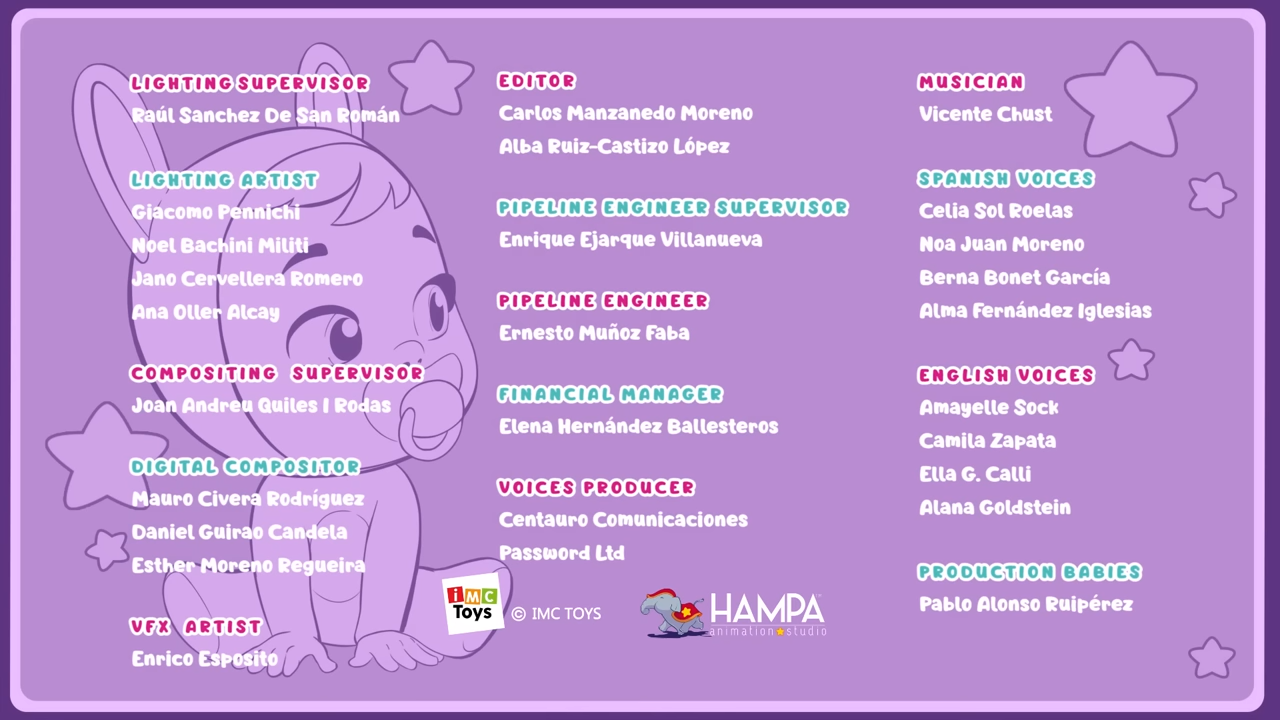 LIGHTING SUPERVISOR
Raúl Sanchez De San Román
LIGHTING ARTIST
Giacomo Pennichi
Noel Bachini Militi
Jano Cervellera Romero
Ana Oller Alcay
COMPOSITING SUPERVISOR
Joan Andreu Quiles I Rodas
DIGITAL COMPOSITOR
Mauro Civera Rodríguez
Daniel Guirao Candela
Esther Moreno Regueira
VFX ARTIST
Enrico Esposito
EDITOR
Carlos Manzanedo Moreno
Alba Ruiz-Castizo López
PIPELINE ENGINEER SUPERVISOR
Enrique Ejarque Villanueva
PIPELINE ENGINEER
Ernesto Muñoz Faba
FINANCIAL MANAGER
Elena Hernández Ballesteros
VOICES PRODUCER
Centauro Comunicaciones
Password Ltd
MUSICIAN
Vicente Chust
SPANISH VOICES
Celia Sol Roelas
Noa Juan Moreno
Berna Bonet García
Alma Fernández Iglesias
ENGLISH VOICES
Amayelle Sock
Camila Zapata
Ella G. Calli
Alana Goldstein
PRODUCTION BABIES
Pablo Alonso Ruipérez
iMC
Toys
© IMC TOYS
HAMPA
animation studio